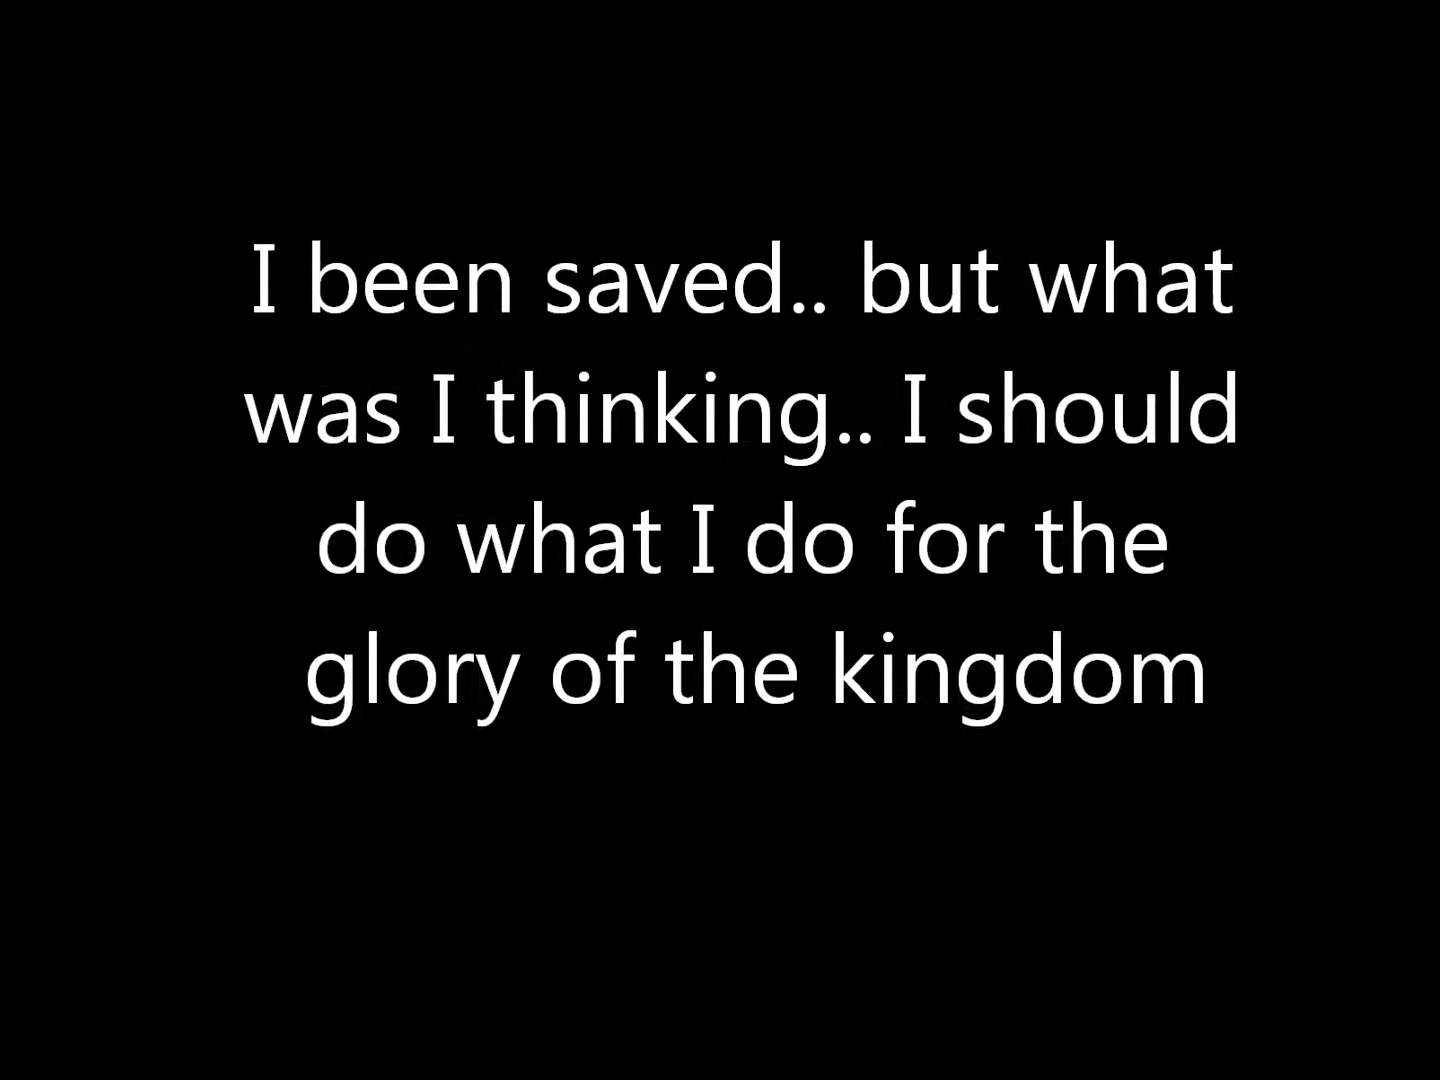 I been saved.. but what
was I thinking.. I should
do what I do for the
glory of the kingdom